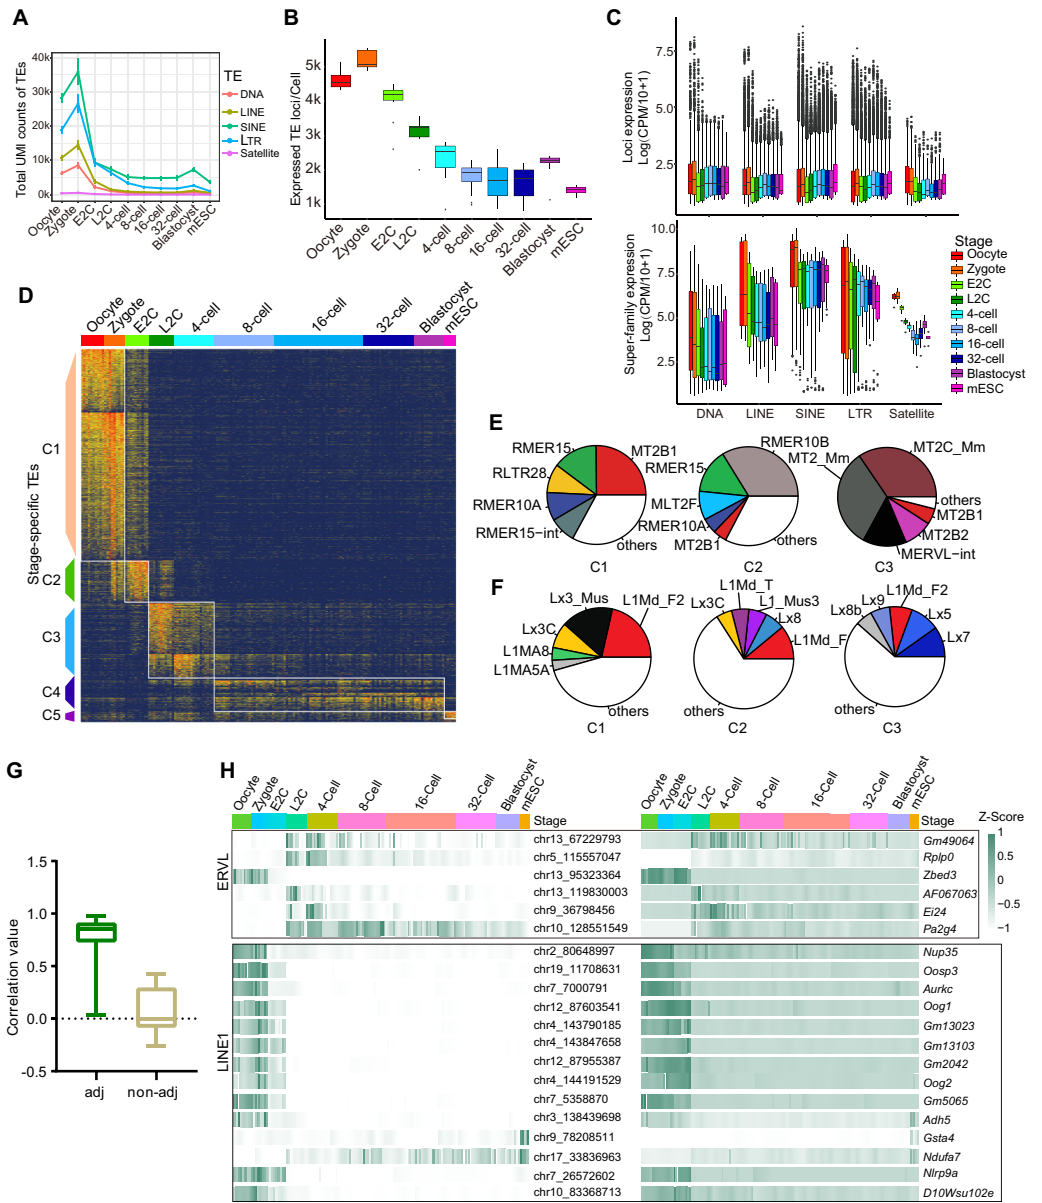 A
Total UMI counts of TEs
40k
30k
20k
10k
0k
Oocyte
Zygote
E2C
L2C
4-cell
8-cell
16-cell
32-cell
Blastocyst
mESC
TE
DNA
LINE
SINE
LTR
Satellite
B
Expressed TE loci/Cell
5k
4k
3k
2k
1k
Oocyte
Zygote
E2C
L2C
4-cell
8-cell
16-cell
32-cell
Blastocyst
mESC
C
Loci expression
Log(CPM/10+1)
7.5
5.0
2.5
Super-family expression
Log(CPM/10+1)
10.0
7.5
5.0
2.5
DNA
LINE
SINE
LTR
Satellite
Stage
Oocyte
Zygote
E2C
L2C
4-cell
8-cell
16-cell
32-cell
Blastocyst
mESC
D
Oocyte
Zygote
E2C
L2C
4-cell
8-cell
16-cell
32-cell
Blastocyst
mESC
Stage-specific TEs
C1
C2
C3
C4
C5
E
RMER15
MT2B1
RLTR28
RMER10A
RMER15-int
others
C1
RMER10B
RMER15
MLT2F
RMER10A
MT2B1
others
C2
MT2C_Mm
MT2_Mm
others
MT2B1
MT2B2
MERVL-int
C3
F
Lx3_Mus
L1Md_F2
Lx3C
L1MA8
L1MA5A
others
C1
L1Md_T
Lx3C
L1_Mus3
Lx8
L1Md_F
others
C2
L1Md_F2
Lx9
Lx8b
Lx5
Lx7
others
C3
G
Correlation value
1.5
1.0
0.5
0.0
-0.5
adj
non-adj
H
Oocyte
Zygote
E2C
L2C
4-Cell
8-Cell
16-Cell
32-Cell
Blastocyst
mESC
Stage
Oocyte
Zygote
E2C
L2C
4-Cell
8-Cell
16-Cell
32-Cell
Blastocyst
mESC
Stage
Z-Score
1
0.5
0
-0.5
-1
ERVL
chr13_67229793 Gm49064
chr5_115557047 Rplp0
chr13_95323364 Zbed3
chr13_119830003 AF067063
chr9_36798456 Ei24
chr10_128551549 Pa2g4
LINE1
chr2_80648997 Nup35
chr19_11708631 Oosp3
chr7_7000791 Aurkc
chr12_87603541 Oog1
chr4_143790185 Gm13023
chr4_143847658 Gm13103
chr12_87955387 Gm2042
chr4_144191529 Oog2
chr7_5358870 Gm5065
chr3_138439698 Adh5
chr9_78208511 Gsta4
chr17_33836963 Ndufa7
chr7_26572602 Nlrp9a
chr10_83368713 D10Wsu102e